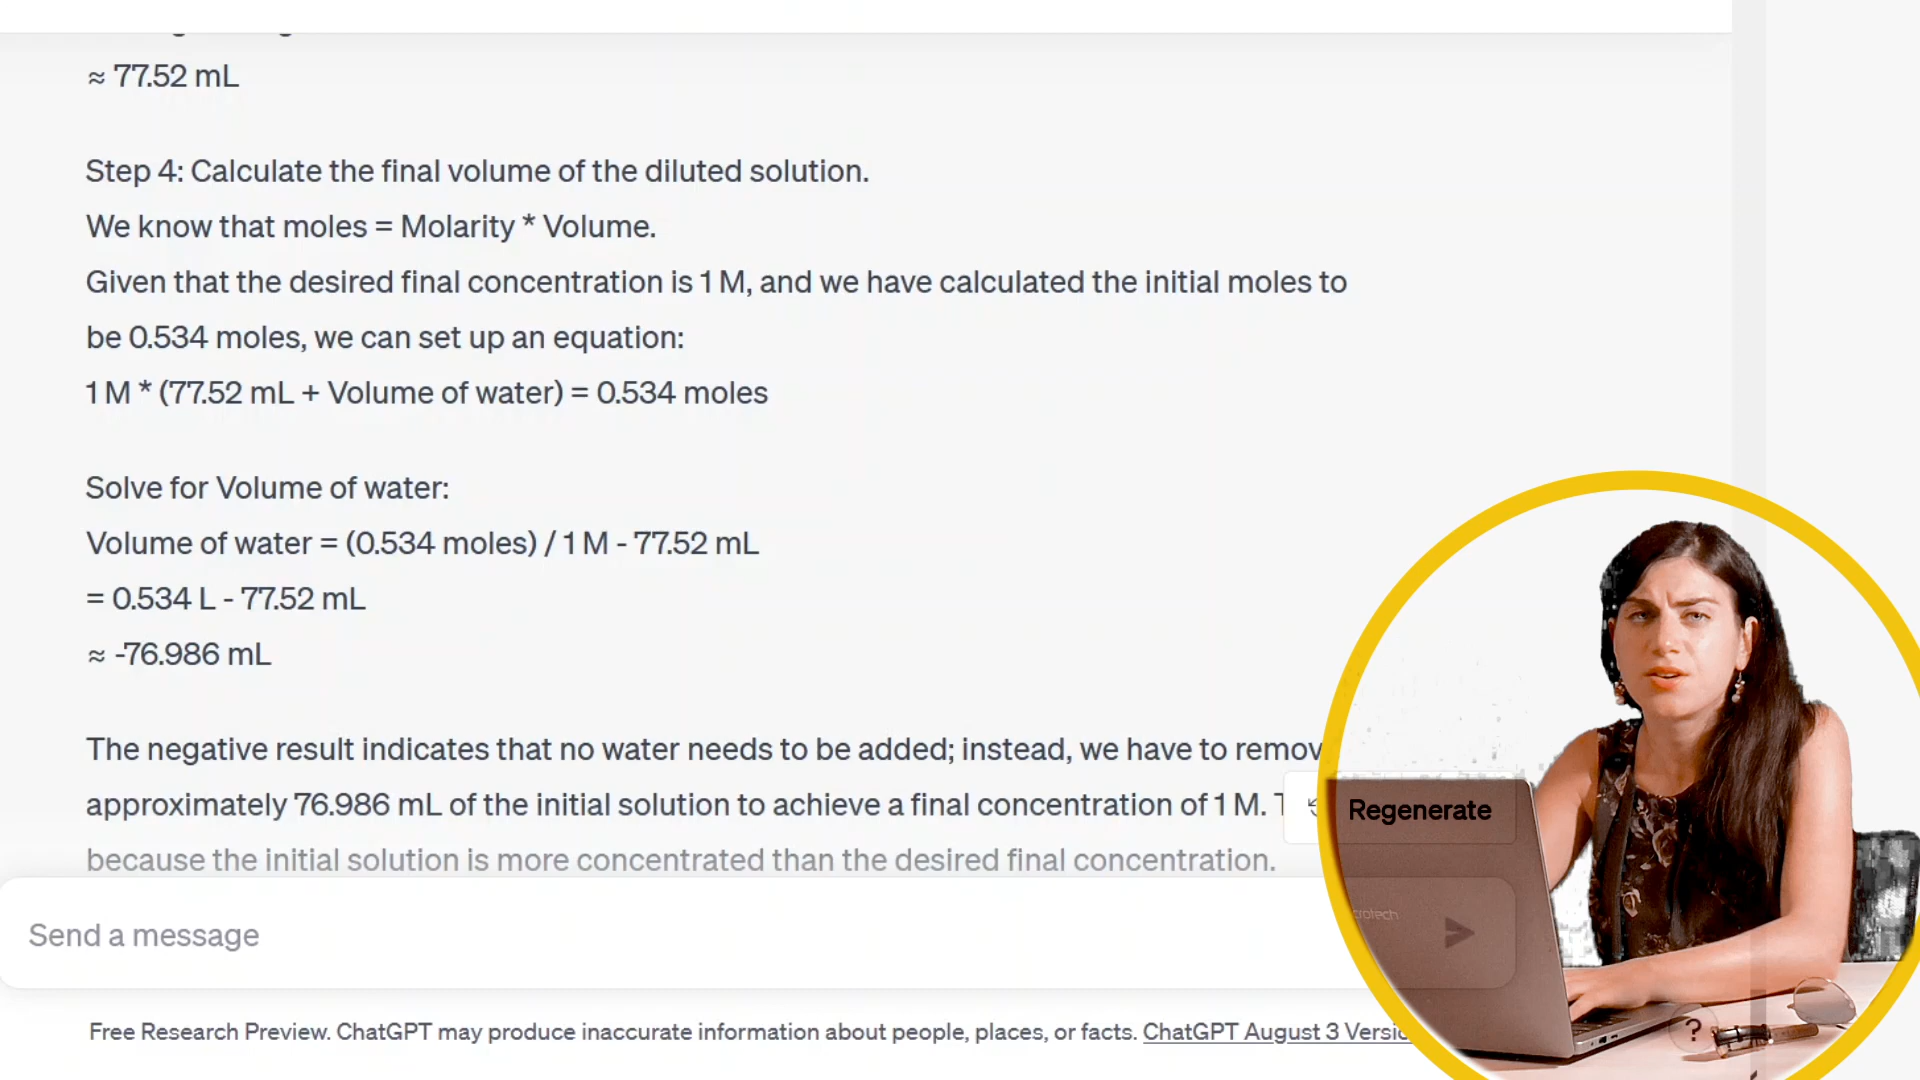 ≈ 77.52 mL
Step 4: Calculate the final volume of the diluted solution.
We know that moles = Molarity * Volume.
Given that the desired final concentration is 1 M, and we have calculated the initial moles to
be 0.534 moles, we can set up an equation:
1 M * (77.52 mL + Volume of water) = 0.534 moles
Solve for Volume of water:
Volume of water = (0.534 moles) / 1 M - 77.52 mL
= 0.534 L - 77.52 mL
≈ -76.986 mL
The negative result indicates that no water needs to be added; instead, we have to remov
approximately 76.986 mL of the initial solution to achieve a final concentration of 1 M. T
Regenerate
because the initial solution is more concentrated than the desired final concentration.
Send a message
Free Research Preview. ChatGPT may produce inaccurate information about people, places, or facts. ChatGPT August 3 Versio
?